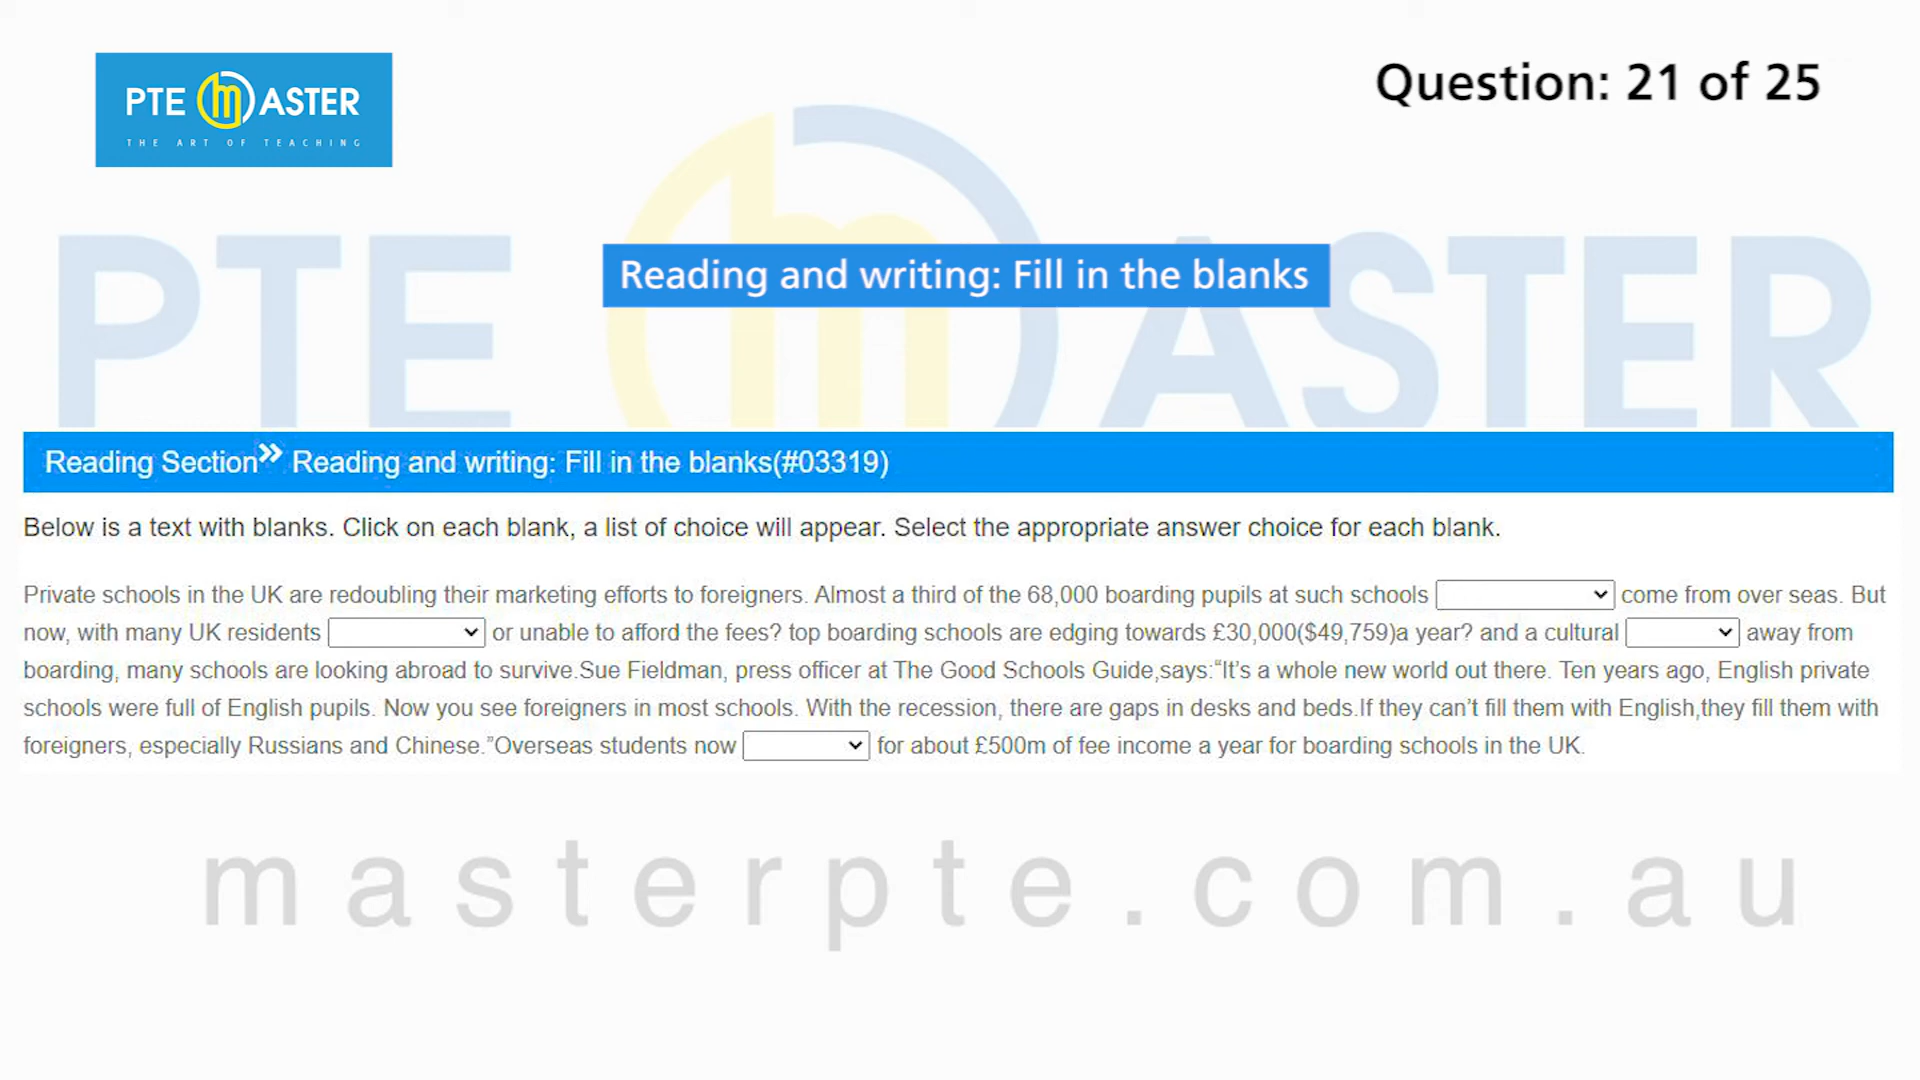 PTE MASTER
THE ART OF TEACHING
Question: 21 of 25
PTE MASTER
Reading and writing: Fill in the blanks
Reading Section» Reading and writing: Fill in the blanks(#03319)
Below is a text with blanks. Click on each blank, a list of choice will appear. Select the appropriate answer choice for each blank.
Private schools in the UK are redoubling their marketing efforts to foreigners. Almost a third of the 68,000 boarding pupils at such schools come from over seas. But
now, with many UK residents or unable to afford the fees? top boarding schools are edging towards £30,000($49,759)a year? and a cultural away from
boarding, many schools are looking abroad to survive.Sue Fieldman, press officer at The Good Schools Guide,says:“It’s a whole new world out there. Ten years ago, English private
schools were full of English pupils. Now you see foreigners in most schools. With the recession, there are gaps in desks and beds.If they can’t fill them with English,they fill them with
foreigners, especially Russians and Chinese.”Overseas students now for about £500m of fee income a year for boarding schools in the UK.
masterpte.com.au